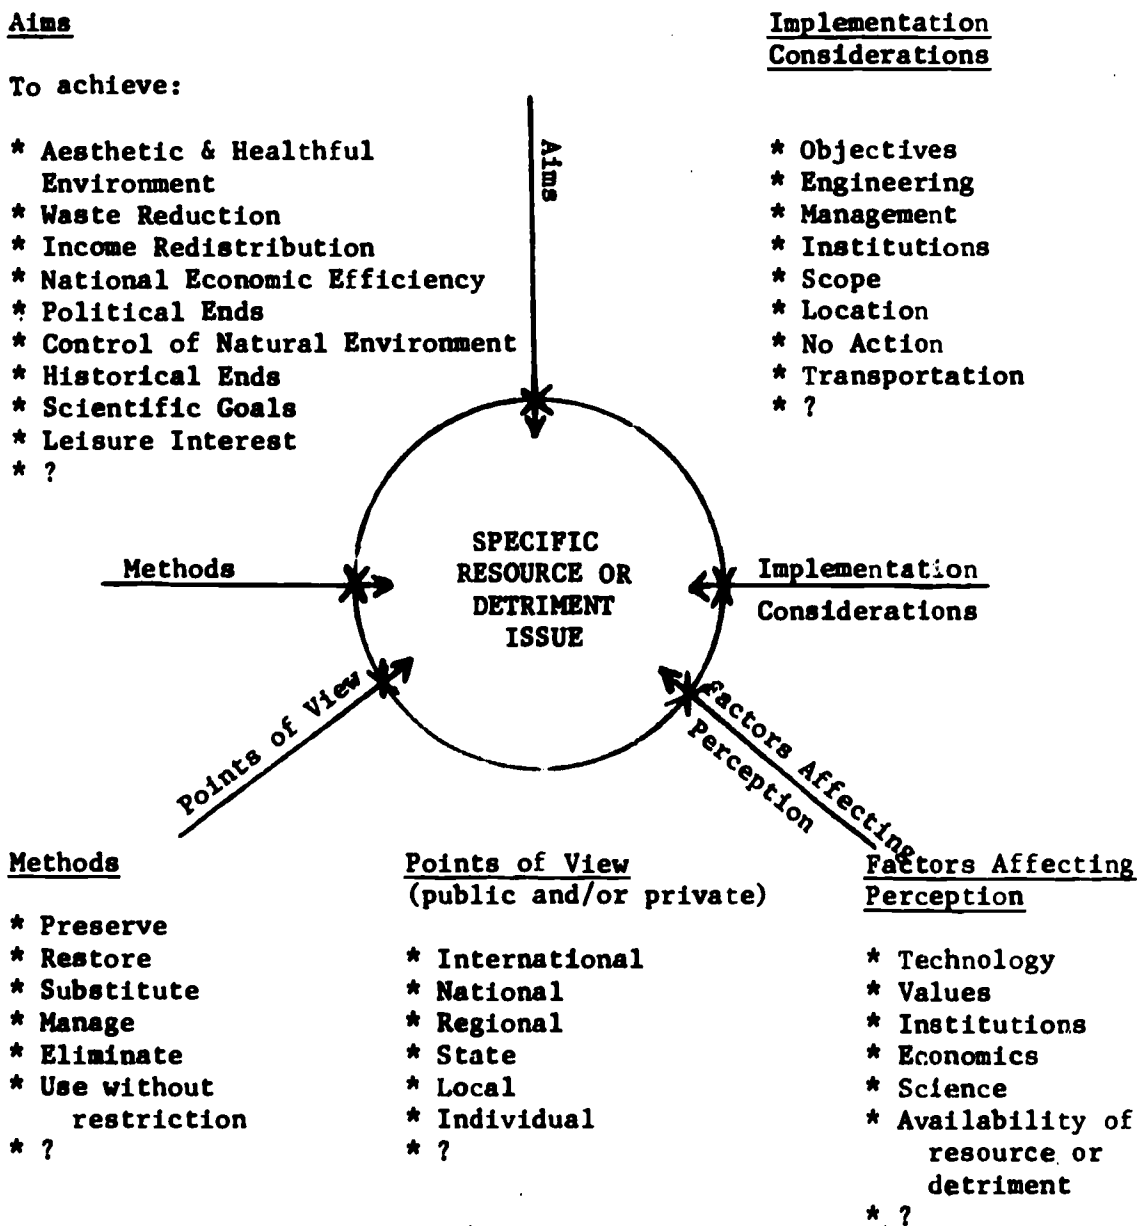 Aims
To achieve:
* Aesthetic & Healthful
Environment
* Waste Reduction
* Income Redistribution
* National Economic Efficiency
* Political Ends
* Control of Natural Environment
* Historical Ends
* Scientific Goals
* Leisure Interest
* ?
Implementation
Considerations
* Objectives
* Engineering
* Management
* Institutions
* Scope
* Location
* No Action
* Transportation
* ?
Aims
Methods
SPECIFIC
RESOURCE OR
DETRIMENT
ISSUE
Implementation
Considerations
Points of View
Factors Affecting
Perception
Methods
* Preserve
* Restore
* Substitute
* Manage
* Eliminate
* Use without
restriction
* ?
Points of View
(public and/or private)
* International
* National
* Regional
* State
* Local
* Individual
* ?
Factors Affecting
Perception
* Technology
* Values
* Institutions
* Economics
* Science
* Availability of
resource or
detriment
* ?